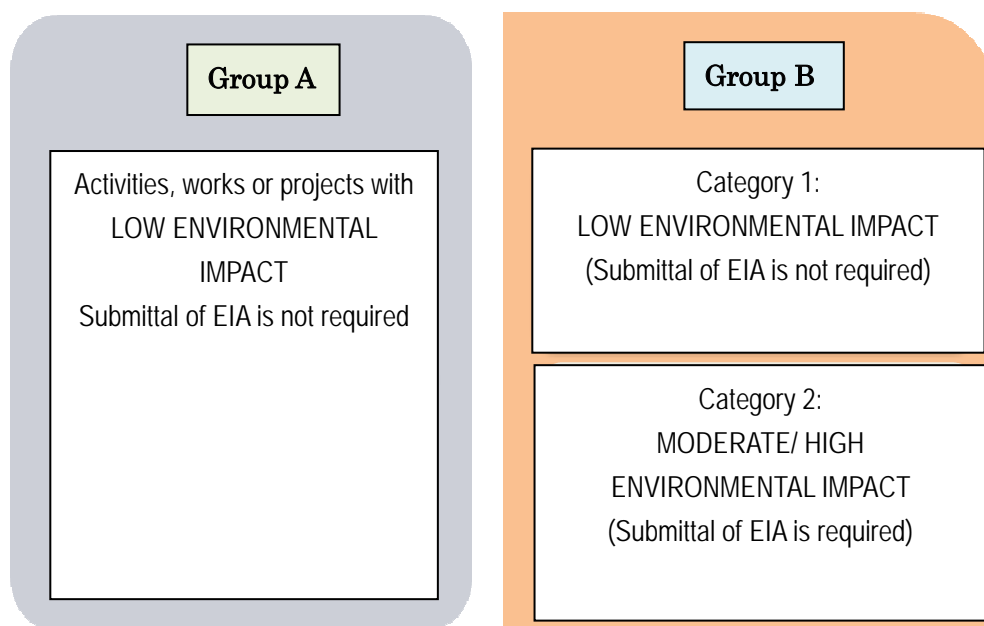 Group A
Activities, works or projects with
LOW ENVIRONMENTAL
IMPACT
Submittal of EIA is not required
Group B
Category 1:
LOW ENVIRONMENTAL IMPACT
(Submittal of EIA is not required)
Category 2:
MODERATE/ HIGH
ENVIRONMENTAL IMPACT
(Submittal of EIA is required)